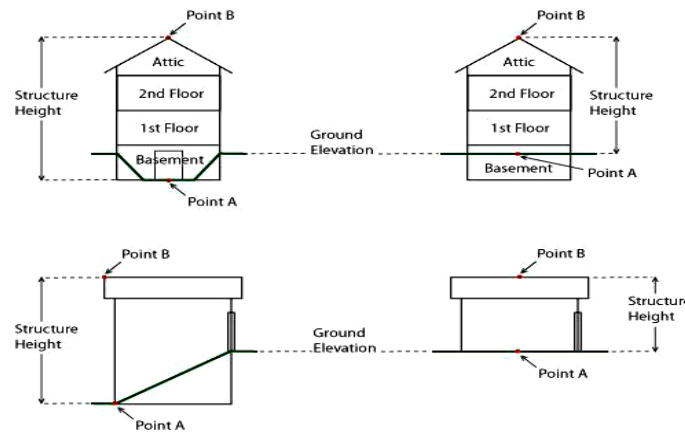 Point B
Attic
2nd Floor
1st Floor
Basement
Structure
Height
Point A
Ground
Elevation
Point B
Attic
2nd Floor
1st Floor
Basement
Structure
Height
Point A
Point B
Structure
Height
Point A
Ground
Elevation
Point B
Structure
Height
Point A